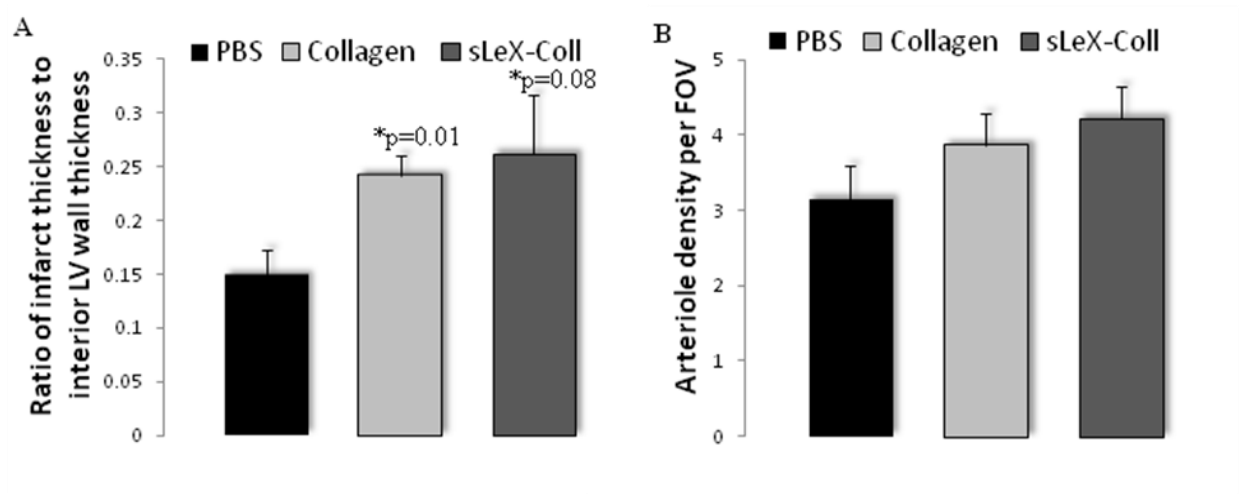 A
PBS Collagen sLeX-Coll
Ratio of infarct thickness to
interior LV wall thickness
0.35
0.3
0.25
0.2
0.15
0.1
0.05
0
*p=0.01
*p=0.08
B
PBS Collagen sLeX-Coll
Arteriole density per FOV
5
4
3
2
1
0